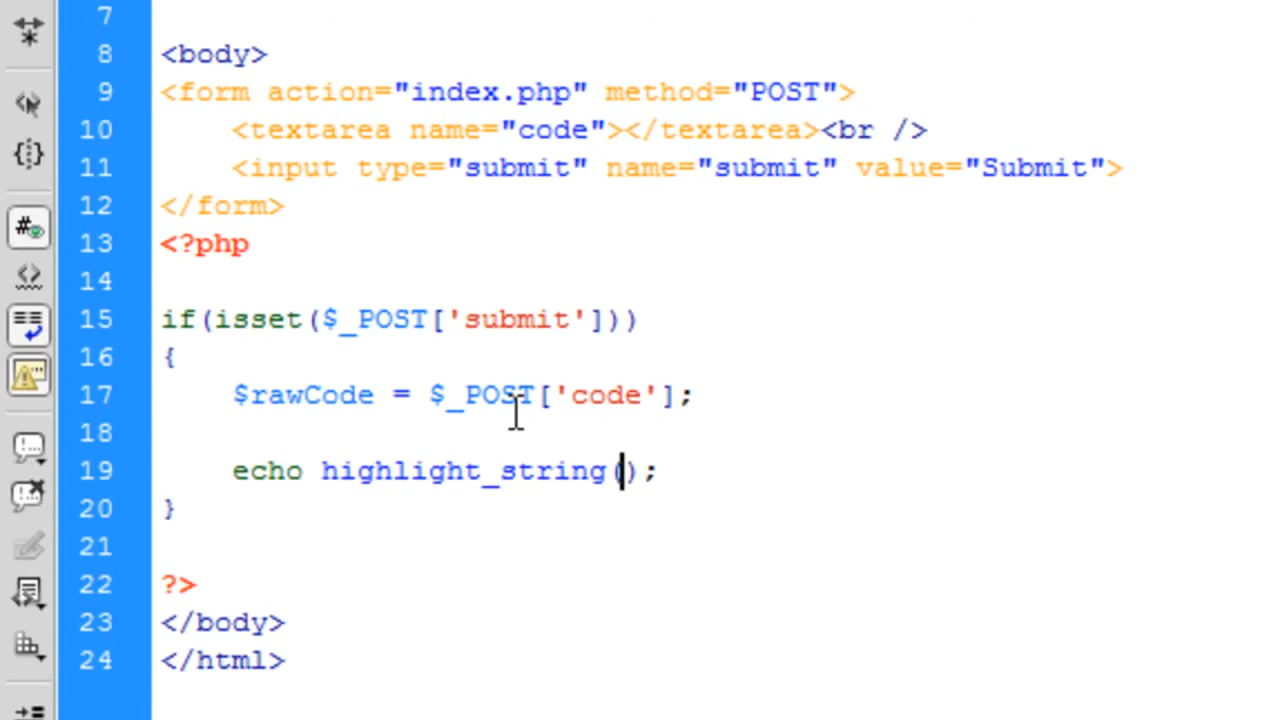 7
8 <body>
9 <form action="index.php" method="POST">
10 <textarea name="code"></textarea><br />
11 <input type="submit" name="submit" value="Submit">
12 </form>
13 <?php
14
15 if(isset($_POST['submit']))
16 {
17 $rawCode = $_POST['code'];
18
19 echo highlight_string();
20 }
21
22 ?>
23 </body>
24 </html>